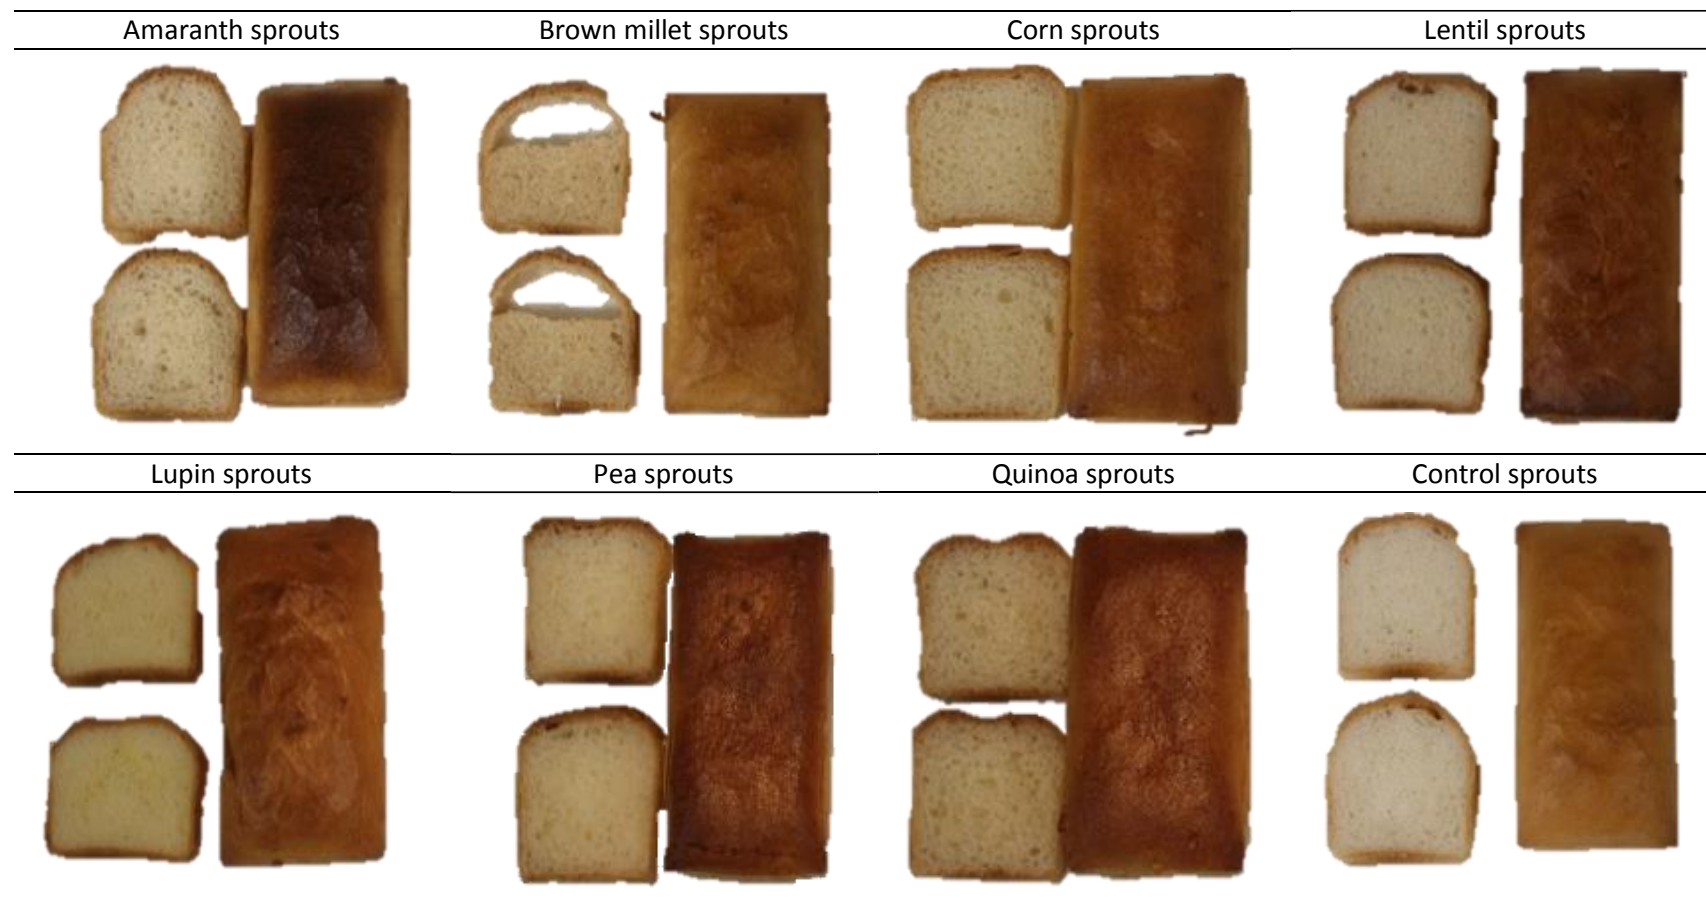 Amaranth sprouts
Brown millet sprouts
Corn sprouts
Lentil sprouts
Lupin sprouts
Pea sprouts
Quinoa sprouts
Control sprouts